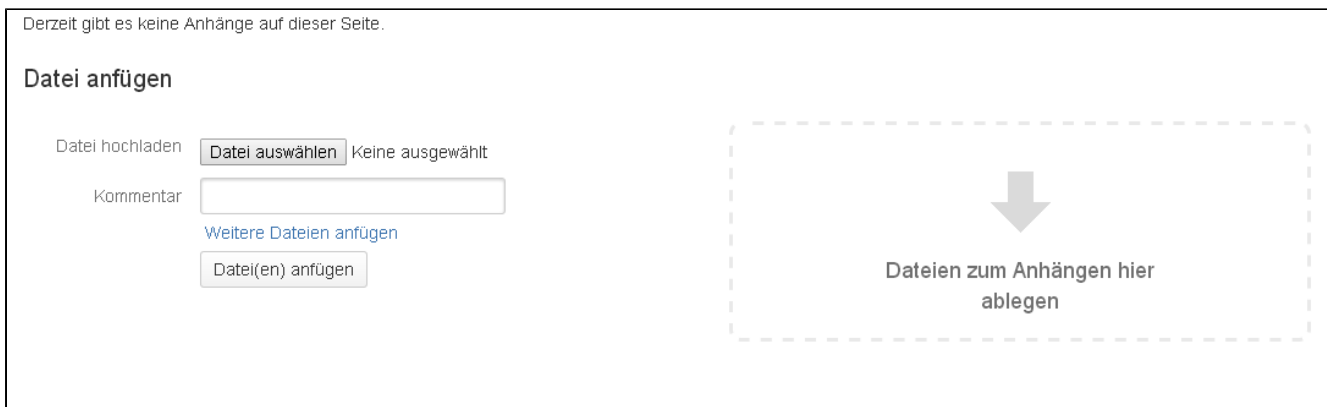 Derzeit gibt es keine Anhänge auf dieser Seite.
Datei anfügen
Datei hochladen Datei auswählen Keine ausgewählt
Kommentar
Weitere Dateien anfügen
Datei(en) anfügen
Dateien zum Anhängen hier
ablegen